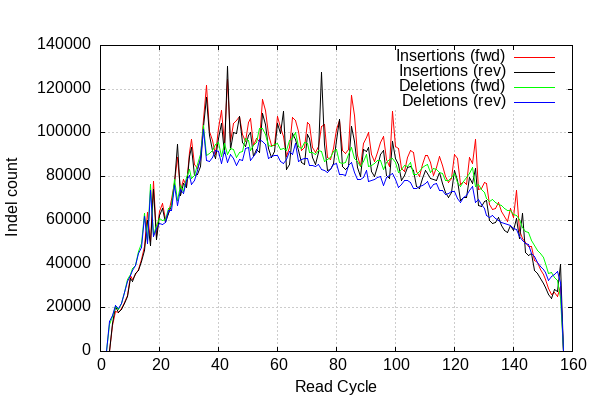 140000
120000
100000
80000
60000
40000
20000
0
Indel count
Insertions (fwd)
Insertions (rev)
Deletions (fwd)
Deletions (rev)
0 20 40 60 80 100 120 140 160
Read Cycle